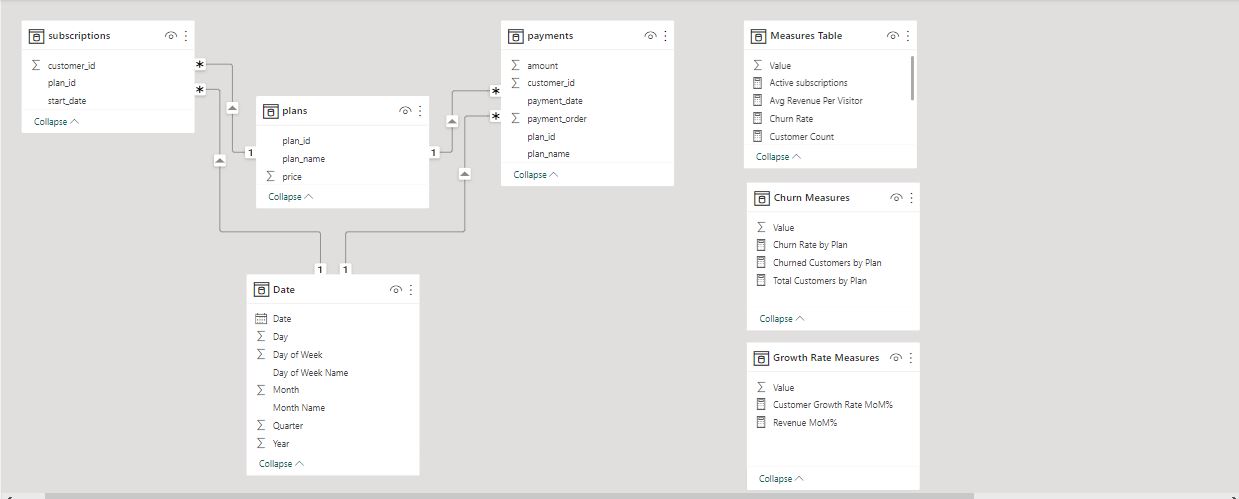 subscriptions
customer_id
plan_id
start_date
Collapse
*
*
plans
plan_id
plan_name
price
Collapse
1
1
payments
amount
customer_id
payment_date
payment_order
plan_id
plan_name
Collapse
*
*
Date
Date
Day
Day of Week
Day of Week Name
Month
Month Name
Quarter
Year
Collapse
1
1
Measures Table
Value
Active subscriptions
Avg Revenue Per Visitor
Churn Rate
Customer Count
Collapse
Churn Measures
Value
Churn Rate by Plan
Churned Customers by Plan
Total Customers by Plan
Collapse
Growth Rate Measures
Value
Customer Growth Rate MoM%
Revenue MoM%
Collapse